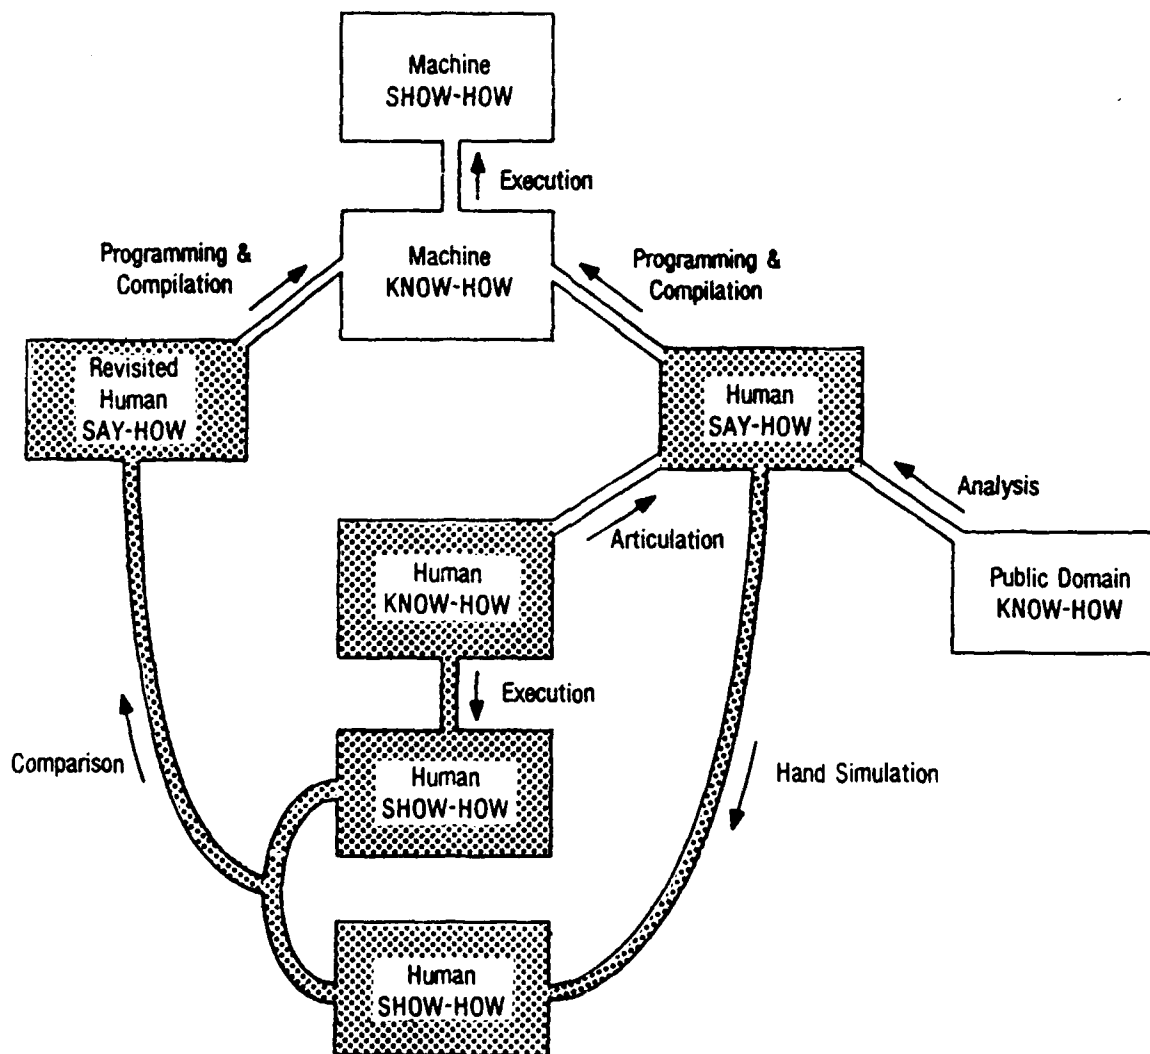 Machine
SHOW-HOW
Execution
Programming &
Compilation
Machine
KNOW-HOW
Programming &
Compilation
Revisited
Human
SAY-HOW
Human
SAY-HOW
Analysis
Articulation
Public Domain
KNOW-HOW
Human
KNOW-HOW
Execution
Comparison
Human
SHOW-HOW
Hand Simulation
Human
SHOW-HOW